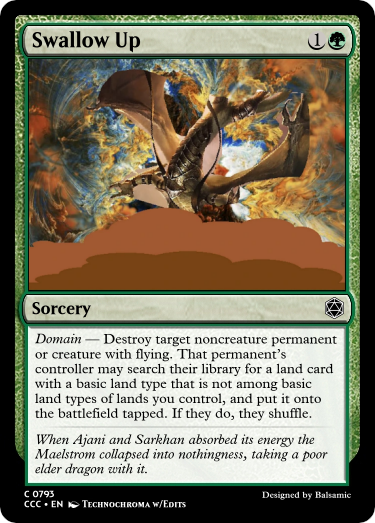 Swallow Up
1
Sorcery
Domain — Destroy target noncreature permanent
or creature with flying. That permanent's
controller may search their library for a land card
with a basic land type that is not among basic
land types of lands you control, and put it onto
the battlefield tapped. If they do, they shuffle.
When Ajani and Sarkhan absorbed its energy the
Maelstrom collapsed into nothingness, taking a poor
elder dragon with it.
C 0793
CCC • EN Technochroma w/Edits
Designed by Balsamic